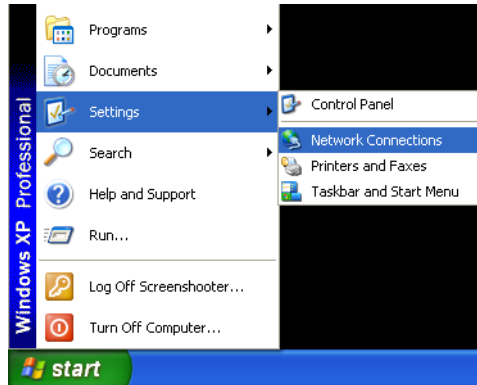 Programs
Documents
Settings
Search
Help and Support
Run...
Log Off Screenshooter...
Turn Off Computer...
Control Panel
Network Connections
Printers and Faxes
Taskbar and Start Menu
Windows XP Professional
start